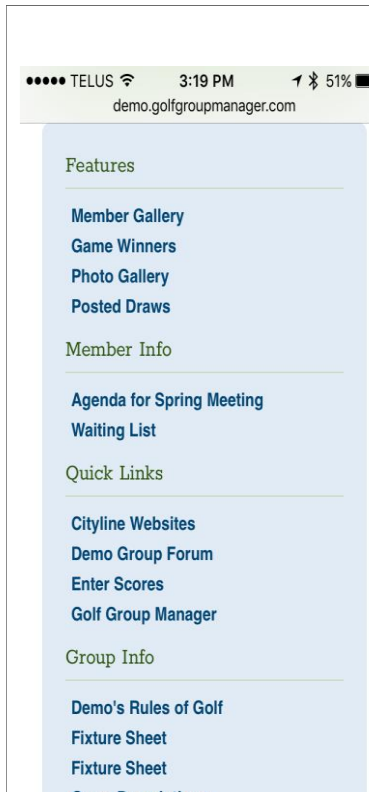 TELUS 3:19 PM 51%
demo.golfgroupmanager.com
Features
Member Gallery
Game Winners
Photo Gallery
Posted Draws
Member Info
Agenda for Spring Meeting
Waiting List
Quick Links
Cityline Websites
Demo Group Forum
Enter Scores
Golf Group Manager
Group Info
Demo's Rules of Golf
Fixture Sheet
Fixture Sheet